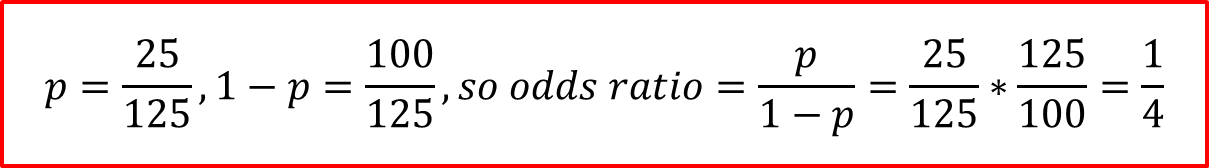 p = 25/125, 1 − p = 100/125, so odds ratio = p/(1 − p) = 25/125 * 125/100 = 1/4